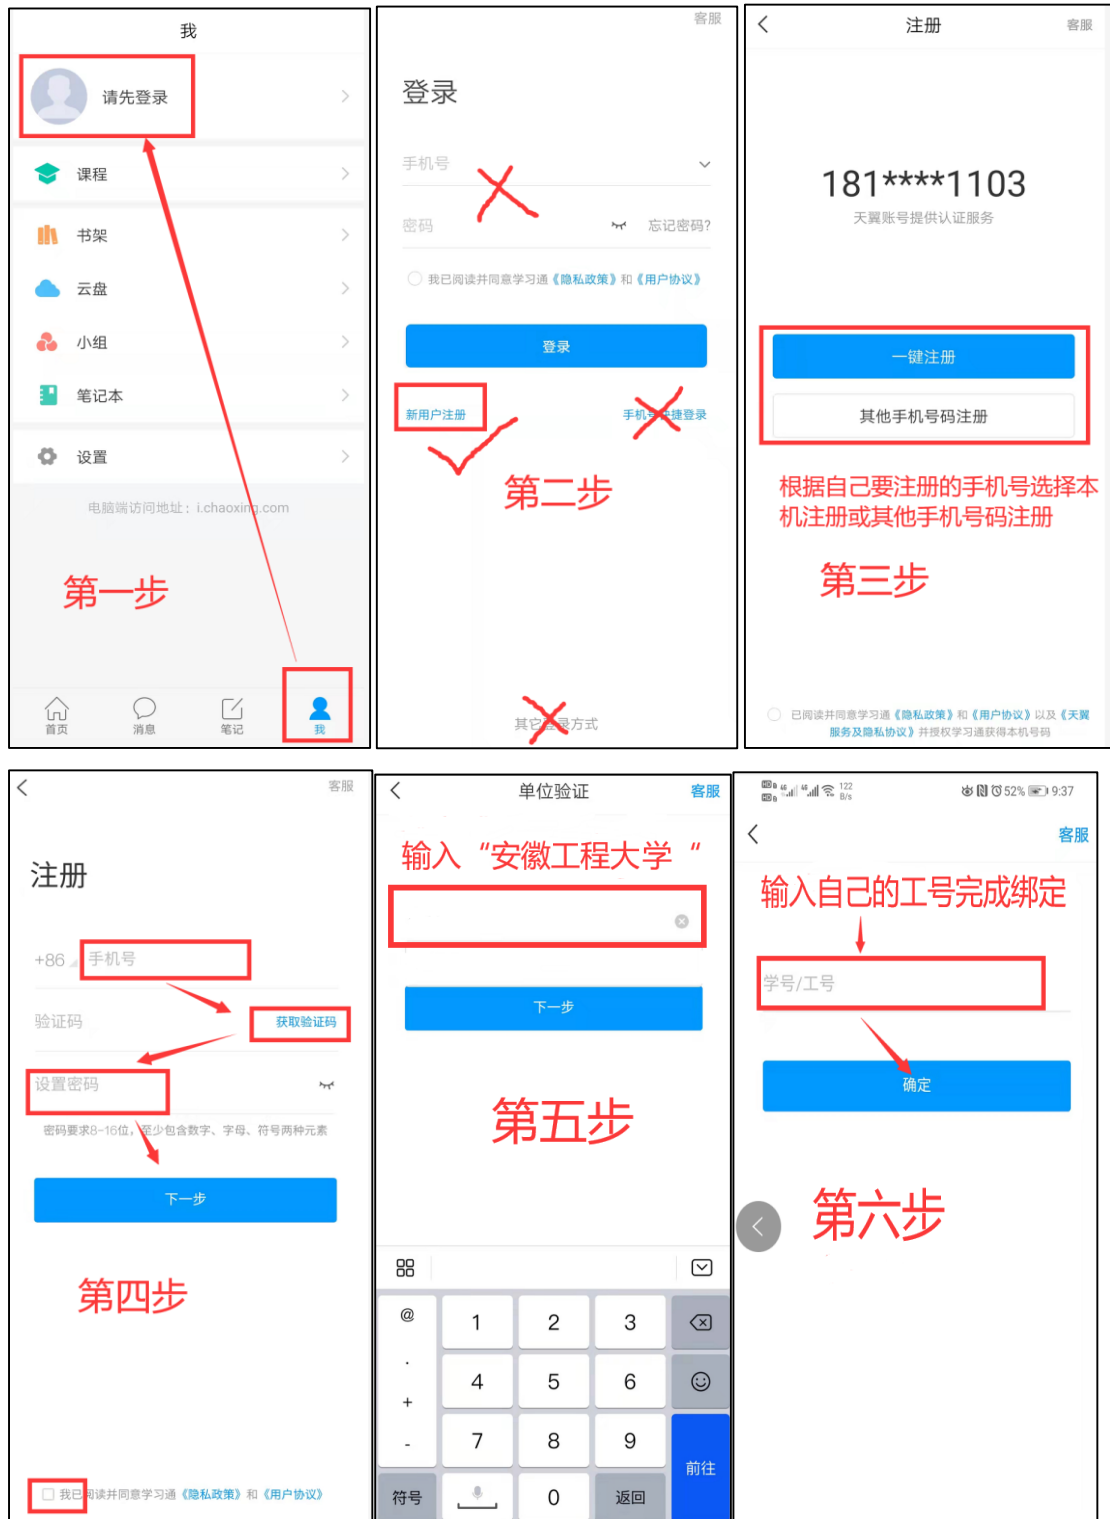 我
请先登录
课程
书架
云盘
小组
笔记本
设置
电脑端访问地址：i.chaoxing.com
第一步
首页
消息
笔记
我
客服
登录
手机号
密码
忘记密码?
我已阅读并同意学习通《隐私政策》和《用户协议》
登录
新用户注册
手机号快捷登录
第二步
其它登录方式
注册
客服
181****1103
天翼账号提供认证服务
一键注册
其他手机号码注册
根据自己要注册的手机号选择本
机注册或其他手机号码注册
第三步
已阅读并同意学习通《隐私政策》和《用户协议》以及《天翼
服务及隐私协议》并授权学习通获得本机号码
客服
注册
+86
手机号
验证码
获取验证码
设置密码
密码要求8-16位，至少包含数字、字母、符号两种元素
下一步
第四步
我已阅读并同意学习通《隐私政策》和《用户协议》
单位验证
客服
输入“安徽工程大学“
下一步
第五步
@
1
2
3
.
4
5
6
+
-
7
8
9
前往
符号
0
返回
46
46
122
B/s
52%
9:37
客服
输入自己的工号完成绑定
学号/工号
确定
第六步